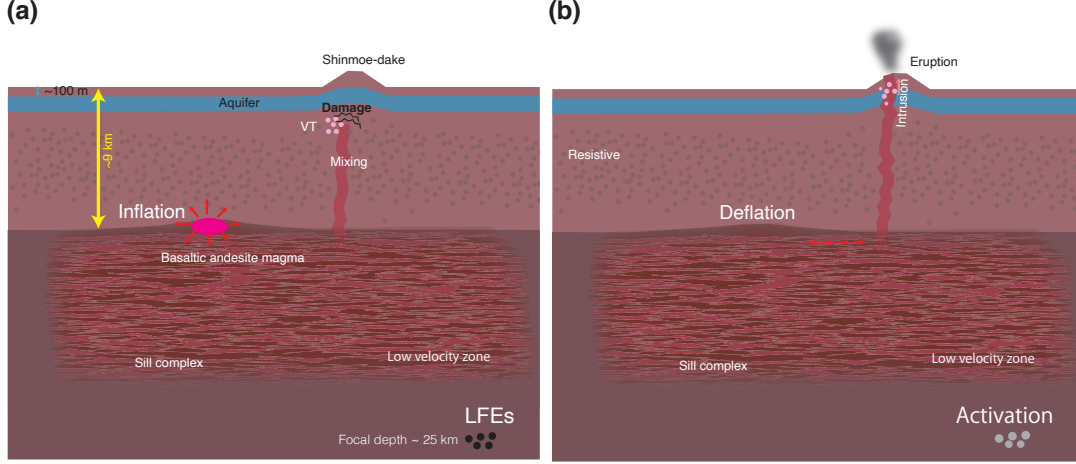 (a)
Shinmoe-dake
~100 m
Aquifer
Damage
VT
~9 km
Mixing
Inflation
Basaltic andesite magma
Sill complex
Low velocity zone
LFEs
Focal depth ~ 25 km
(b)
Eruption
Intrusion
Resistive
Deflation
Sill complex
Low velocity zone
Activation